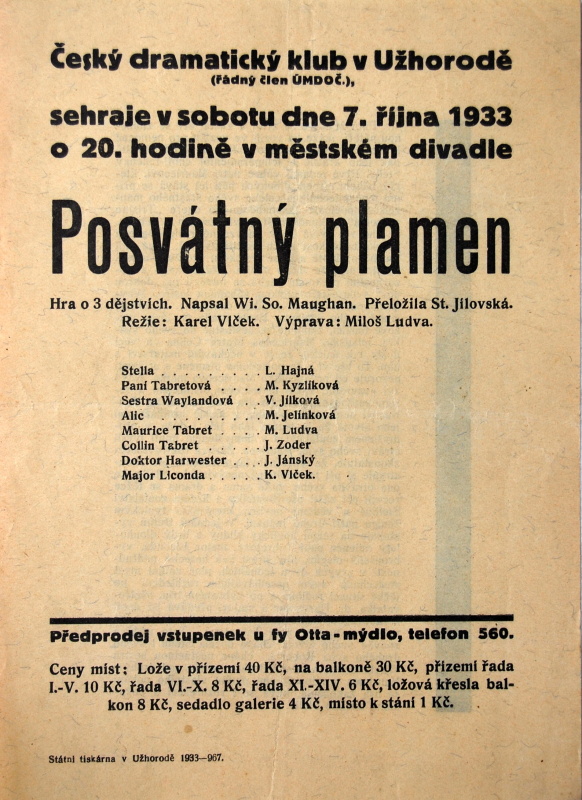 Český dramatický klub v Užhorodě
(řádný člen ÚMDOČ.),
sehraje v sobotu dne 7. října 1933
o 20. hodině v městském divadle
Posvátný plamen
Hra o 3 dějstvích. Napsal Wi. So. Maughan. Přeložila St. Jílovská.
Režie: Karel Vlček. Výprava: Miloš Ludva.
Stella . . . . . . . . . L. Hajná
Paní Tabretová . . . . M. Kyzlíková
Sestra Waylandová . . V. Jílková
Alic . . . . . . . . . M. Jelínková
Maurice Tabret . . . . M. Ludva
Collin Tabret . . . . . J. Zoder
Doktor Harwester . . . J. Jánský
Major Liconda . . . . . K. Vlček.
Předprodej vstupenek u fy Otta-mýdlo, telefon 560.
Ceny míst: Lože v přízemí 40 Kč, na balkoně 30 Kč, přízemí řada
I.-V. 10 Kč, řada VI.-X. 8 Kč, řada XI.-XIV. 6 Kč, ložová křesla bal-
kon 8 Kč, sedadlo galerie 4 Kč, místo k stání 1 Kč.
Státní tiskárna v Užhorodě 1933—967.